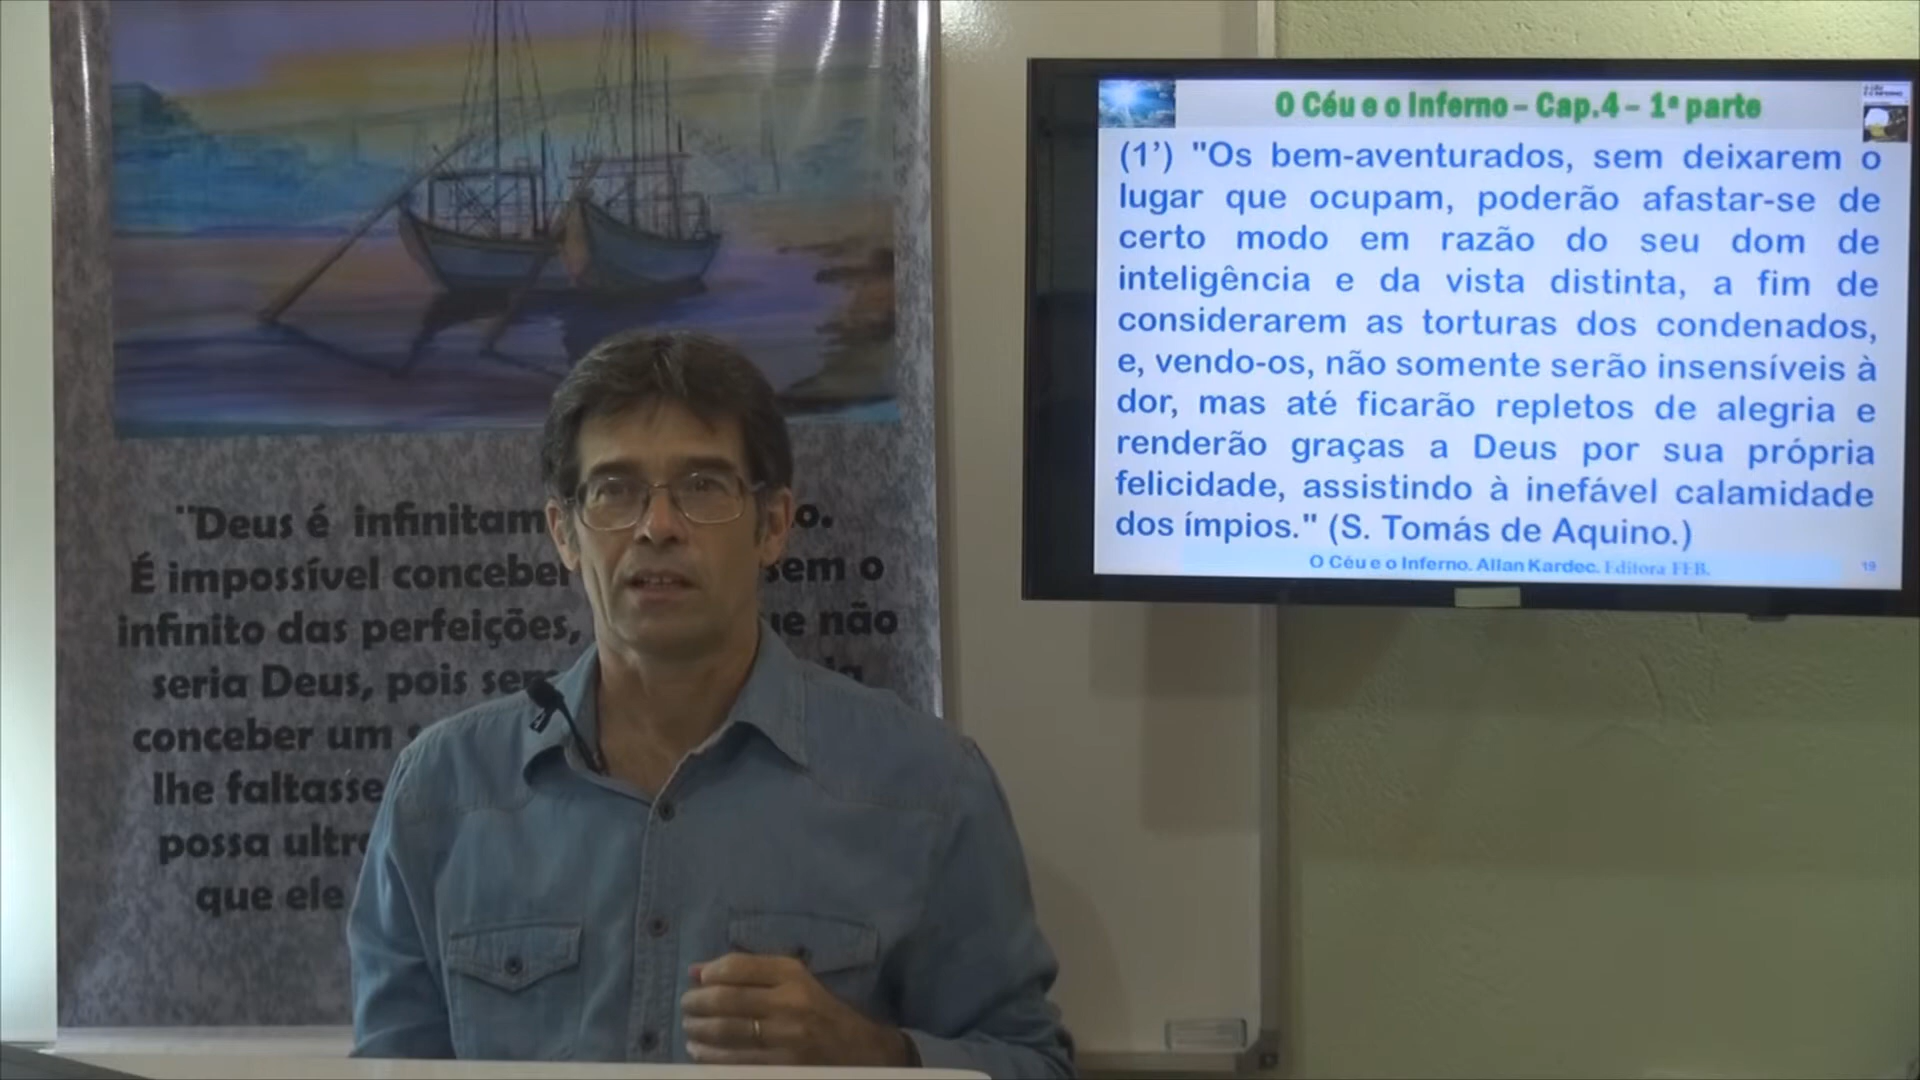 "Deus é infinitam o.
É impossível conceber sem o
infinito das perfeições, que não
seria Deus, pois sem
conceber um
lhe faltasse
possa ultr
que ele
O Céu e o Inferno – Cap.4 – 1ª parte
(1’) "Os bem-aventurados, sem deixarem o
lugar que ocupam, poderão afastar-se de
certo modo em razão do seu dom de
inteligência e da vista distinta, a fim de
considerarem as torturas dos condenados,
e, vendo-os, não somente serão insensíveis à
dor, mas até ficarão repletos de alegria e
renderão graças a Deus por sua própria
felicidade, assistindo à inefável calamidade
dos ímpios." (S. Tomás de Aquino.)
O Céu e o Inferno. Allan Kardec. Editora FEB.
19